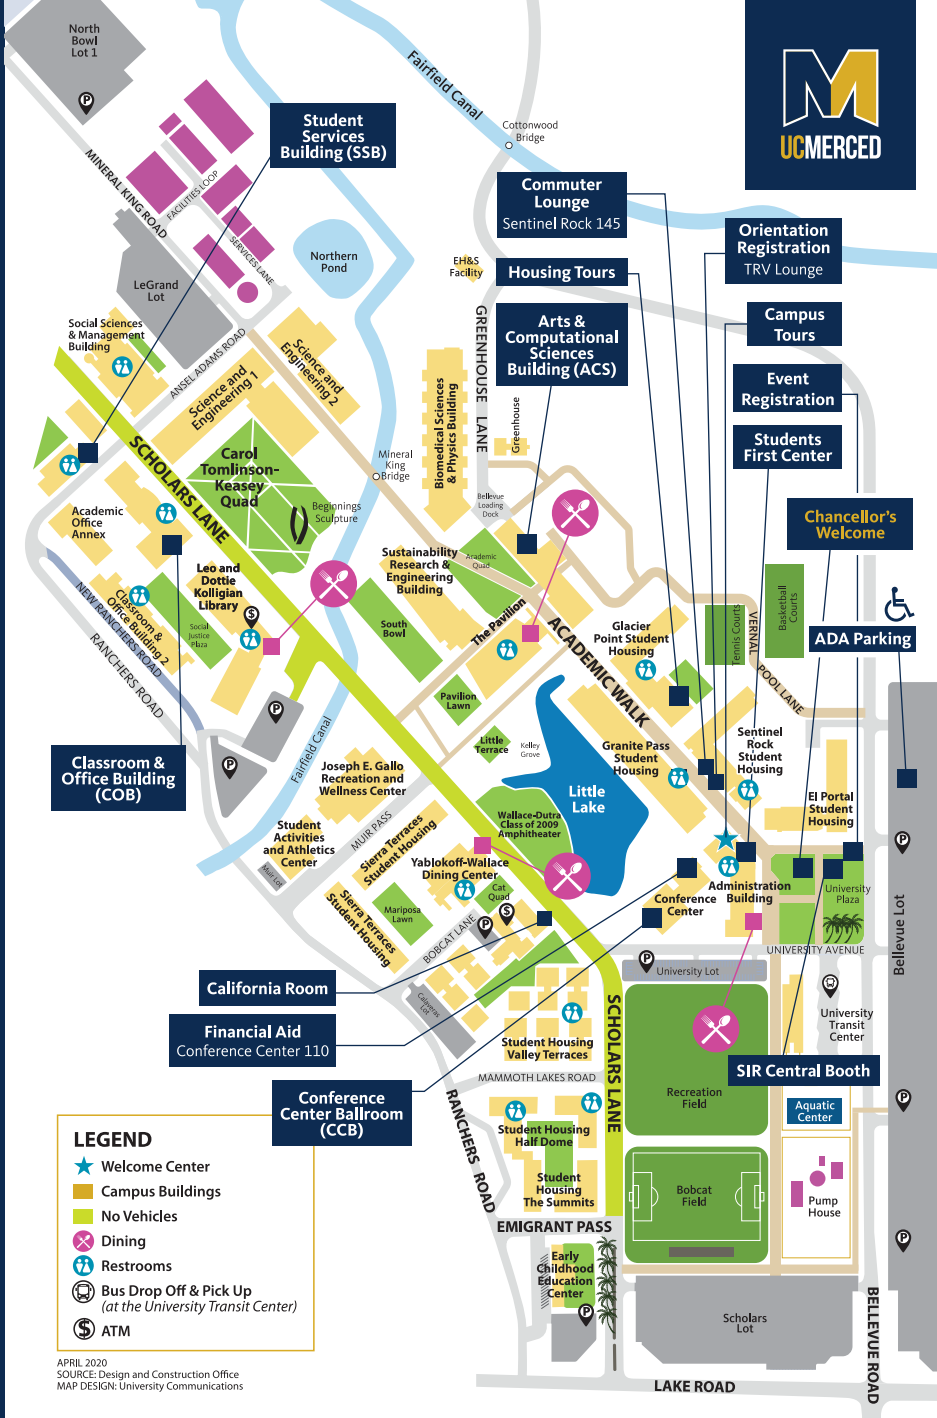 North
Bowl
Lot 1
Fairfield Canal
UCMERCED
Student
Services
Building (SSB)
Cottonwood
Bridge
MINERAL KING ROAD
FACILITIES LOOP
SERVICES LANE
Commuter
Lounge
Sentinel Rock 145
Orientation
Registration
TRV Lounge
Northern
Pond
EH&S
Facility
Housing Tours
LeGrand
Lot
GREENHOUSE LANE
Arts &
Computational
Sciences
Building (ACS)
Campus
Tours
Social Sciences
& Management
Building
ANSEL ADAMS ROAD
Science and
Engineering 1
Science and
Engineering 2
Event
Registration
Biomedical Sciences
& Physics Building
Greenhouse
Students
First Center
SCHOLARS LANE
Carol
Tomlinson-
Keasey
Quad
Mineral
King
Bridge
Beginnings
Sculpture
Bellevue
Loading
Dock
Academic
Office
Annex
Chancellor's
Welcome
Leo and
Dottie
Kolligian
Library
Sustainability
Research &
Engineering
Building
Academic
Quad
Classroom &
Office Building 2
NEW RANCHERS ROAD
RANCHERS ROAD
Social
Justice
Plaza
South
Bowl
The Pavilion
ACADEMIC WALK
Glacier
Point Student
Housing
Tennis Courts
VERNAL
POOL LANE
Basketball
Courts
ADA Parking
Pavilion
Lawn
Little
Terrace
Kelley
Grove
Granite Pass
Student
Housing
Sentinel
Rock
Student
Housing
Fairfield Canal
Classroom &
Office Building
(COB)
Joseph E. Gallo
Recreation and
Wellness Center
Little
Lake
El Portal
Student
Housing
Wallace-Dutra
Class of 2009
Amphitheater
Student
Activities
and Athletics
Center
MUIR PASS
Muir Lot
Sierra Terraces
Student Housing
Yablokoff-Wallace
Dining Center
Sierra Terraces
Student Housing
Mariposa
Lawn
Cat
Quad
BOBCAT LANE
Conference
Center
Administration
Building
University
Plaza
UNIVERSITY AVENUE
Bellevue Lot
California Room
University Lot
Calaveras
Lot
Financial Aid
Conference Center 110
SCHOLARS LANE
University
Transit
Center
Student Housing
Valley Terraces
SIR Central Booth
MAMMOTH LAKES ROAD
Conference
Center Ballroom
(CCB)
RANCHERS ROAD
Recreation
Field
Aquatic
Center
Student Housing
Half Dome
Student
Housing
The Summits
Bobcat
Field
Pump
House
EMIGRANT PASS
Early
Childhood
Education
Center
Scholars
Lot
BELLEVUE ROAD
LAKE ROAD
LEGEND
Welcome Center
Campus Buildings
No Vehicles
Dining
Restrooms
Bus Drop Off & Pick Up
(at the University Transit Center)
ATM
APRIL 2020
SOURCE: Design and Construction Office
MAP DESIGN: University Communications